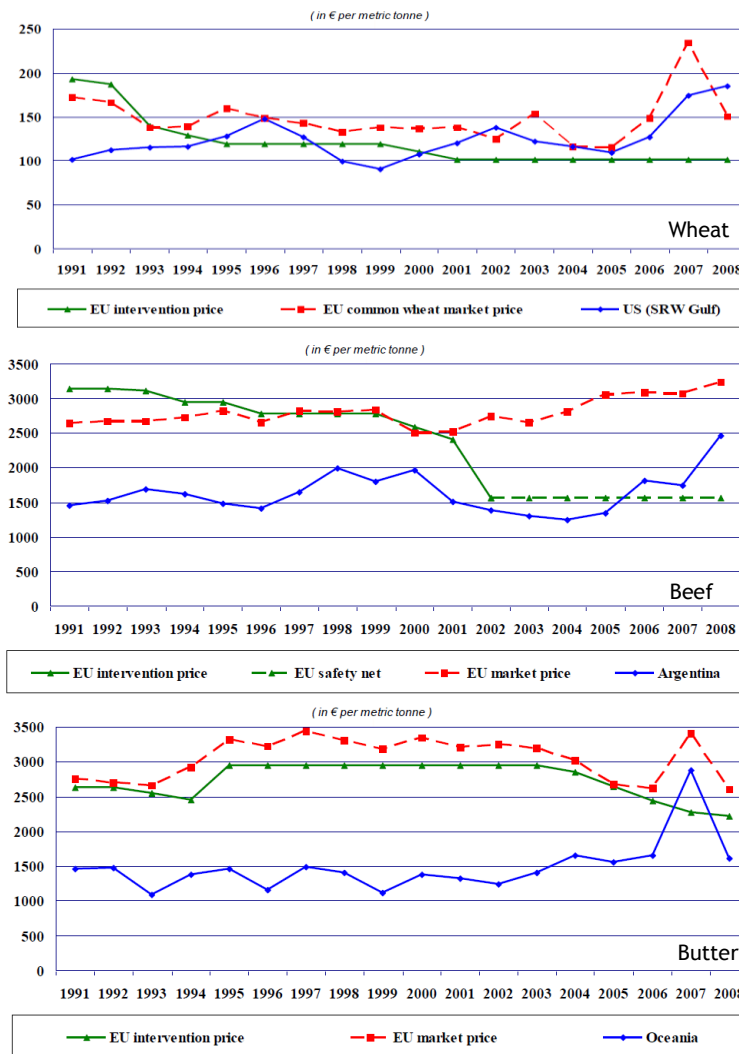 ( in € per metric tonne )
250
200
150
100
50
0
Wheat
1991 1992 1993 1994 1995 1996 1997 1998 1999 2000 2001 2002 2003 2004 2005 2006 2007 2008
EU intervention price EU common wheat market price US (SRW Gulf)
( in € per metric tonne )
3500
3000
2500
2000
1500
1000
500
0
Beef
1991 1992 1993 1994 1995 1996 1997 1998 1999 2000 2001 2002 2003 2004 2005 2006 2007 2008
EU intervention price EU safety net EU market price Argentina
( in € per metric tonne )
3500
3000
2500
2000
1500
1000
500
0
Butter
1991 1992 1993 1994 1995 1996 1997 1998 1999 2000 2001 2002 2003 2004 2005 2006 2007 2008
EU intervention price EU market price Oceania